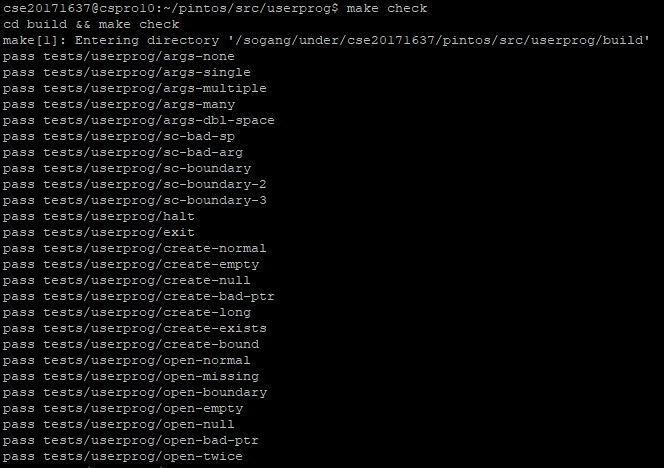 cse20171637@cspro10:~/pintos/src/userprog$ make check
cd build && make check
make[1]: Entering directory '/sogang/under/cse20171637/pintos/src/userprog/build'
pass tests/userprog/args-none
pass tests/userprog/args-single
pass tests/userprog/args-multiple
pass tests/userprog/args-many
pass tests/userprog/args-dbl-space
pass tests/userprog/sc-bad-sp
pass tests/userprog/sc-bad-arg
pass tests/userprog/sc-boundary
pass tests/userprog/sc-boundary-2
pass tests/userprog/sc-boundary-3
pass tests/userprog/halt
pass tests/userprog/exit
pass tests/userprog/create-normal
pass tests/userprog/create-empty
pass tests/userprog/create-null
pass tests/userprog/create-bad-ptr
pass tests/userprog/create-long
pass tests/userprog/create-exists
pass tests/userprog/create-bound
pass tests/userprog/open-normal
pass tests/userprog/open-missing
pass tests/userprog/open-boundary
pass tests/userprog/open-empty
pass tests/userprog/open-null
pass tests/userprog/open-bad-ptr
pass tests/userprog/open-twice